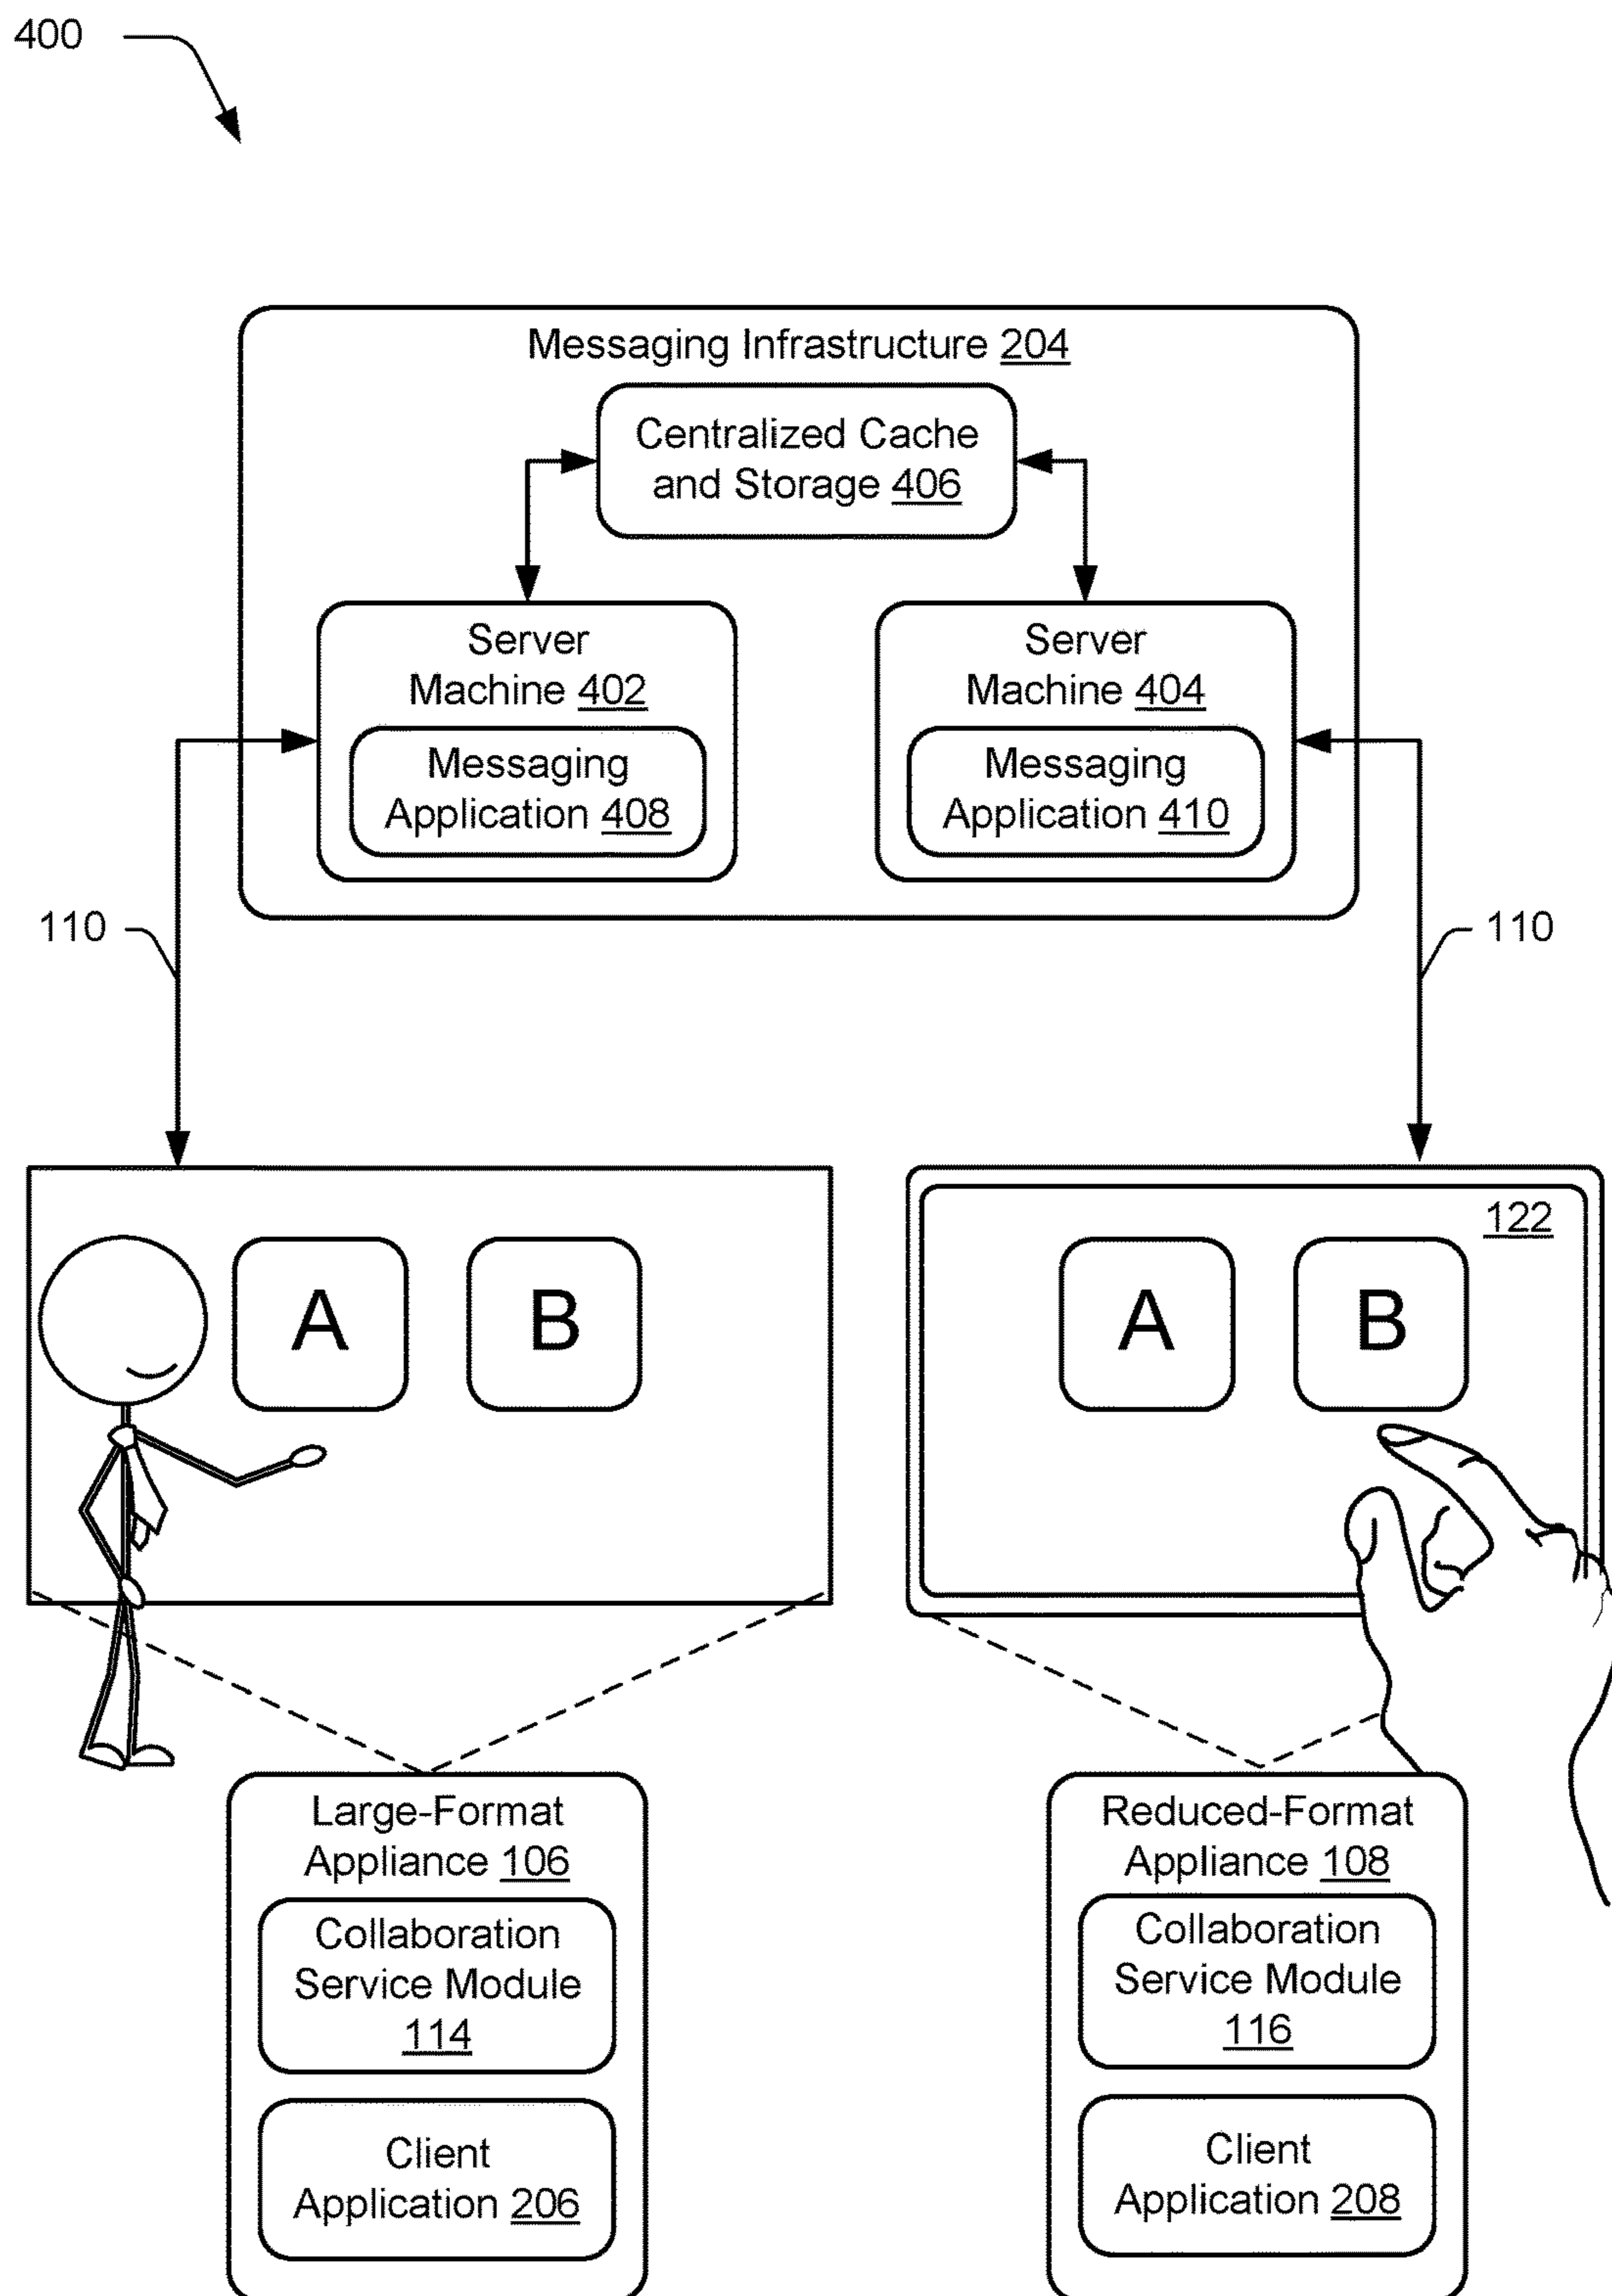 400
Messaging Infrastructure 204
Centralized Cache
and Storage 406
Server
Machine 402
Messaging
Application 408
Server
Machine 404
Messaging
Application 410
110
110
A
B
122
A
B
Large-Format
Appliance 106
Collaboration
Service Module
114
Client
Application 206
Reduced-Format
Appliance 108
Collaboration
Service Module
116
Client
Application 208